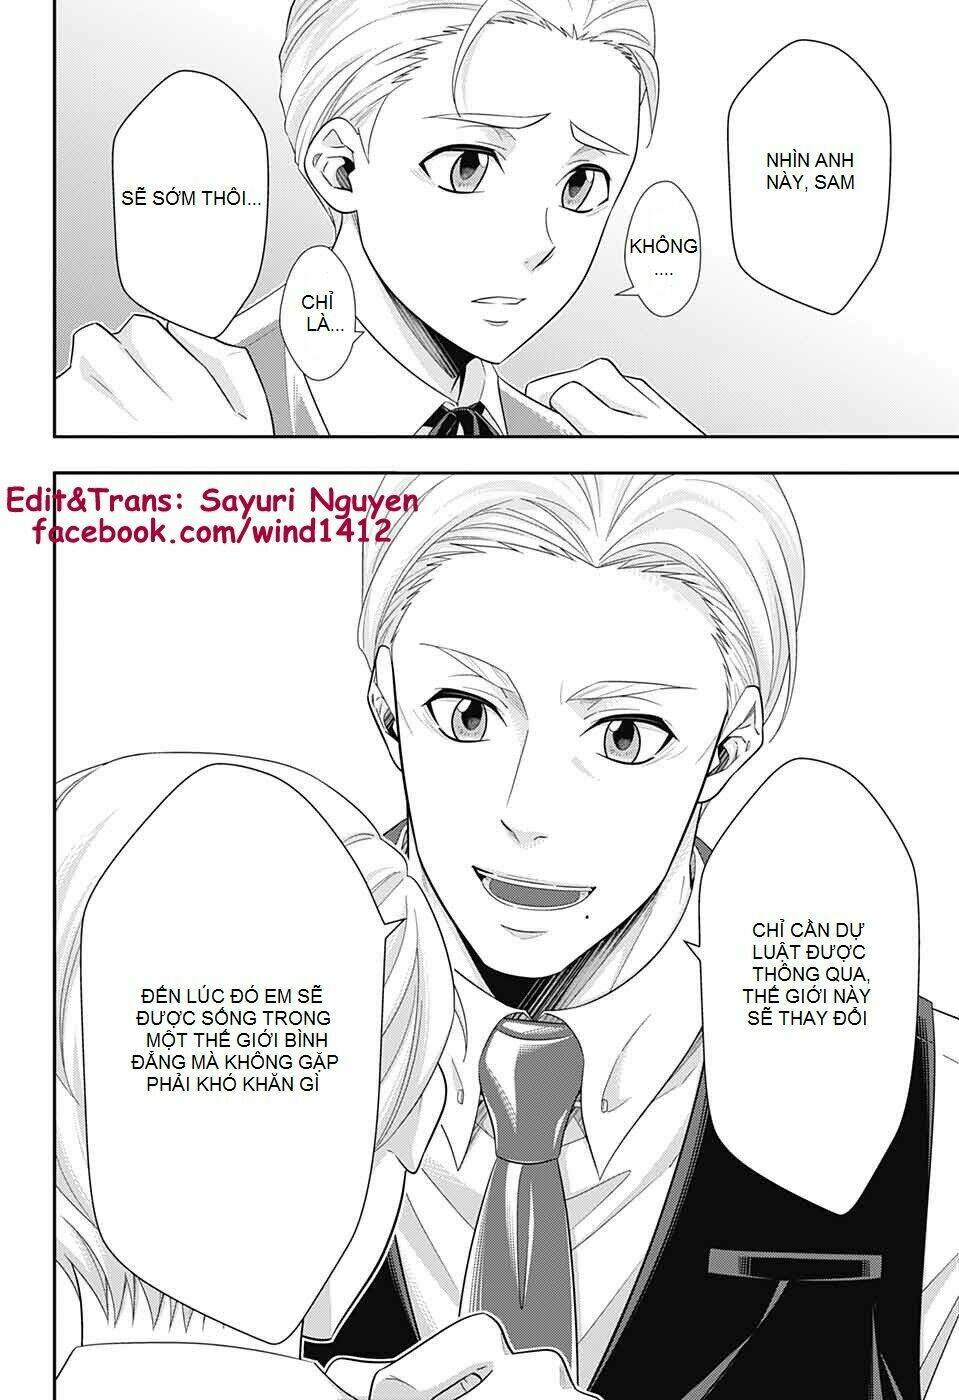 NHÌN ANH
NÀY, SAM
KHÔNG
....
CHỈ
LÀ...
SẼ SỚM THÔI...
Edit&Trans: Sayuri Nguyen
facebook.com/wind1412
CHỈ CẦN DỰ
LUẬT ĐƯỢC
THÔNG QUA,
THẾ GIỚI NÀY
SẼ THAY ĐỔI
ĐẾN LÚC ĐÓ EM SẼ
ĐƯỢC SỐNG TRONG
MỘT THẾ GIỚI BÌNH
ĐẲNG MÀ KHÔNG GẶP
PHẢI KHÓ KHĂN GÌ